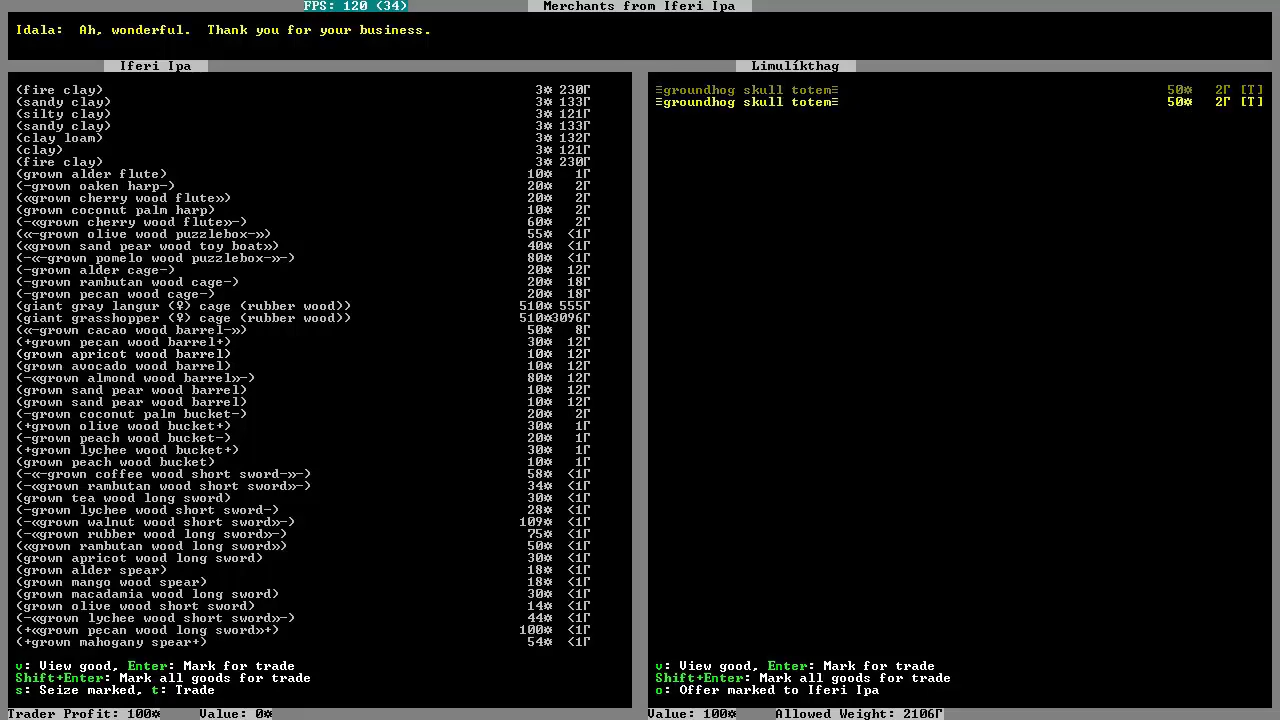 FPS: 120 (34) Merchants from Iferi Ipa
Idala: Ah, wonderful. Thank you for your business.
Iferi Ipa Limulíkthag
(fire clay) 3☼ 230Γ ≡groundhog skull totem≡ 50☼ 2Γ [T]
(sandy clay) 3☼ 133Γ ≡groundhog skull totem≡ 50☼ 2Γ [T]
(silty clay) 3☼ 121Γ
(sandy clay) 3☼ 133Γ
(clay loam) 3☼ 132Γ
(clay) 3☼ 121Γ
(fire clay) 3☼ 230Γ
(grown alder flute) 10☼ 1Γ
(-grown oaken harp-) 20☼ 2Γ
(«grown cherry wood flute») 20☼ 2Γ
(grown coconut palm harp) 10☼ 2Γ
(-«grown cherry wood flute»-) 60☼ 2Γ
(«-grown olive wood puzzlebox-») 55☼ <1Γ
(«grown sand pear wood toy boat») 40☼ <1Γ
(-«-grown pomelo wood puzzlebox-»-) 80☼ <1Γ
(-grown alder cage-) 20☼ 12Γ
(-grown rambutan wood cage-) 20☼ 18Γ
(-grown pecan wood cage-) 20☼ 18Γ
(giant gray langur (♀) cage (rubber wood)) 510☼ 555Γ
(giant grasshopper (♀) cage (rubber wood)) 510☼3096Γ
(«-grown cacao wood barrel-») 50☼ 8Γ
(+grown pecan wood barrel+) 30☼ 12Γ
(grown apricot wood barrel) 10☼ 12Γ
(grown avocado wood barrel) 10☼ 12Γ
(-«grown almond wood barrel»-) 80☼ 12Γ
(grown sand pear wood barrel) 10☼ 12Γ
(grown sand pear wood barrel) 10☼ 12Γ
(-grown coconut palm bucket-) 20☼ 2Γ
(+grown olive wood bucket+) 30☼ 1Γ
(-grown peach wood bucket-) 20☼ 1Γ
(+grown lychee wood bucket+) 30☼ 1Γ
(grown peach wood bucket) 10☼ 1Γ
(-«-grown coffee wood short sword-»-) 58☼ <1Γ
(-«grown rambutan wood short sword»-) 34☼ <1Γ
(grown tea wood long sword) 30☼ <1Γ
(-grown lychee wood short sword-) 28☼ <1Γ
(-«grown walnut wood short sword»-) 109☼ <1Γ
(-«grown rubber wood long sword»-) 75☼ <1Γ
(«grown rambutan wood long sword») 50☼ <1Γ
(grown apricot wood long sword) 30☼ <1Γ
(grown alder spear) 18☼ <1Γ
(grown mango wood spear) 18☼ <1Γ
(grown macadamia wood long sword) 30☼ <1Γ
(grown olive wood short sword) 14☼ <1Γ
(-«grown lychee wood short sword»-) 44☼ <1Γ
(+«grown pecan wood long sword»+) 100☼ <1Γ
(+grown mahogany spear+) 54☼ <1Γ
v: View good, Enter: Mark for trade v: View good, Enter: Mark for trade
Shift+Enter: Mark all goods for trade Shift+Enter: Mark all goods for trade
s: Seize marked, t: Trade o: Offer marked to Iferi Ipa
Trader Profit: 100☼ Value: 0☼ Value: 100☼ Allowed Weight: 2106Γ